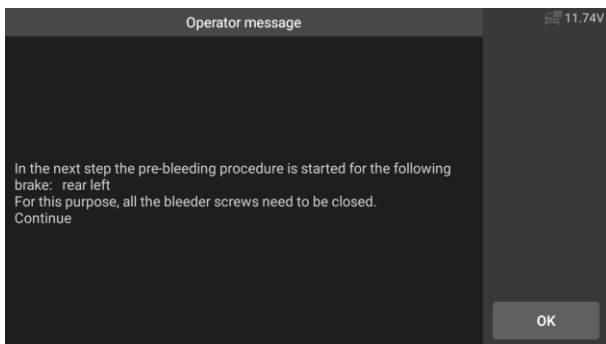 Operator message
11.74V
In the next step the pre-bleeding procedure is started for the following
brake: rear left
For this purpose, all the bleeder screws need to be closed.
Continue
OK